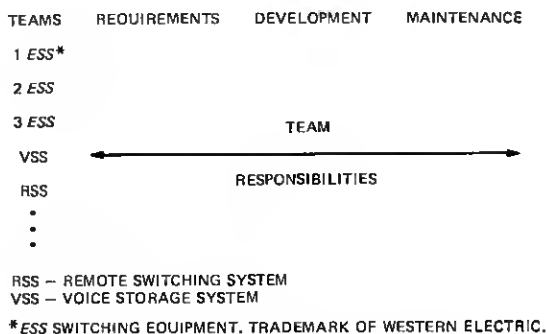 TEAMS REQUIREMENTS DEVELOPMENT MAINTENANCE
1 ESS*
2 ESS
3 ESS
TEAM
VSS
RESPONSIBILITIES
RSS
RSS – REMOTE SWITCHING SYSTEM
VSS – VOICE STORAGE SYSTEM
*ESS SWITCHING EQUIPMENT. TRADEMARK OF WESTERN ELECTRIC.